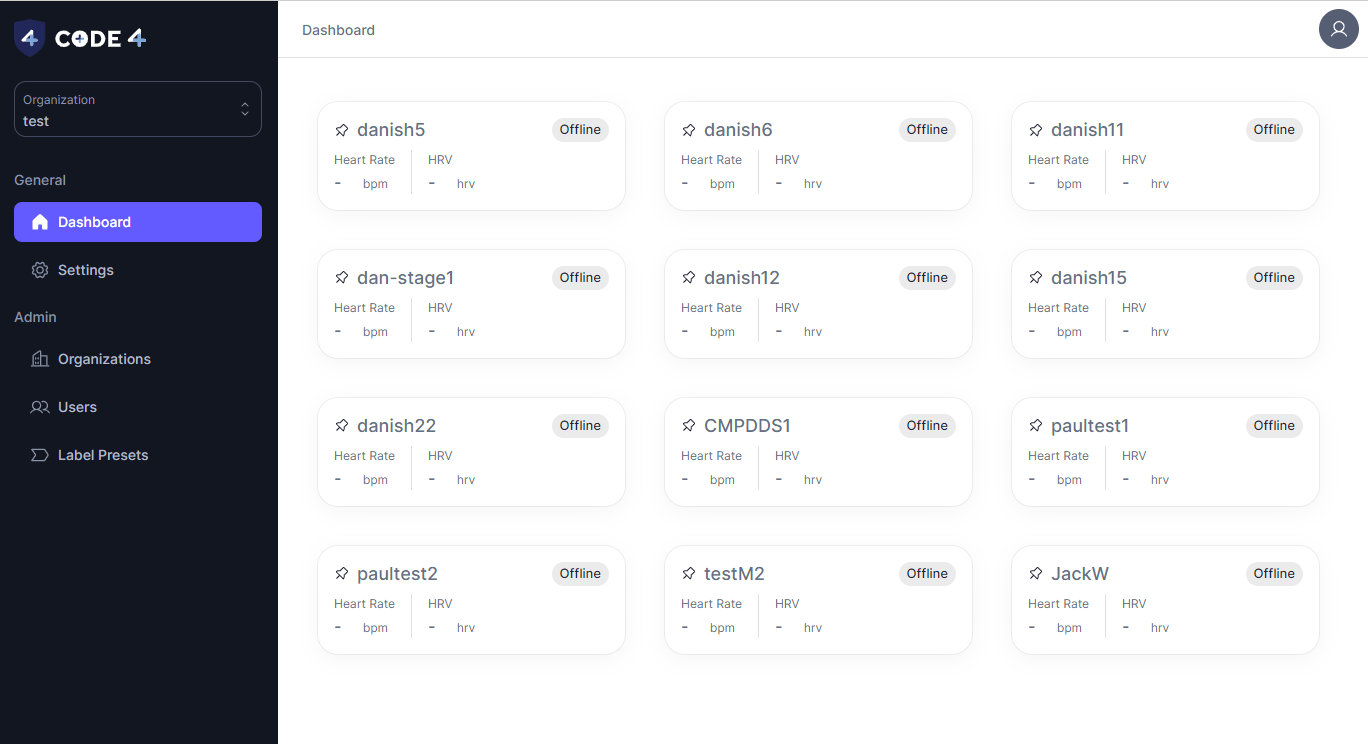 4 CODE 4
Dashboard
Organization
test
General
Dashboard
Settings
Admin
Organizations
Users
Label Presets
danish5 Offline
Heart Rate HRV
- bpm - hrv
danish6 Offline
Heart Rate HRV
- bpm - hrv
danish11 Offline
Heart Rate HRV
- bpm - hrv
dan-stage1 Offline
Heart Rate HRV
- bpm - hrv
danish12 Offline
Heart Rate HRV
- bpm - hrv
danish15 Offline
Heart Rate HRV
- bpm - hrv
danish22 Offline
Heart Rate HRV
- bpm - hrv
CMPDDS1 Offline
Heart Rate HRV
- bpm - hrv
paultest1 Offline
Heart Rate HRV
- bpm - hrv
paultest2 Offline
Heart Rate HRV
- bpm - hrv
testM2 Offline
Heart Rate HRV
- bpm - hrv
JackW Offline
Heart Rate HRV
- bpm - hrv